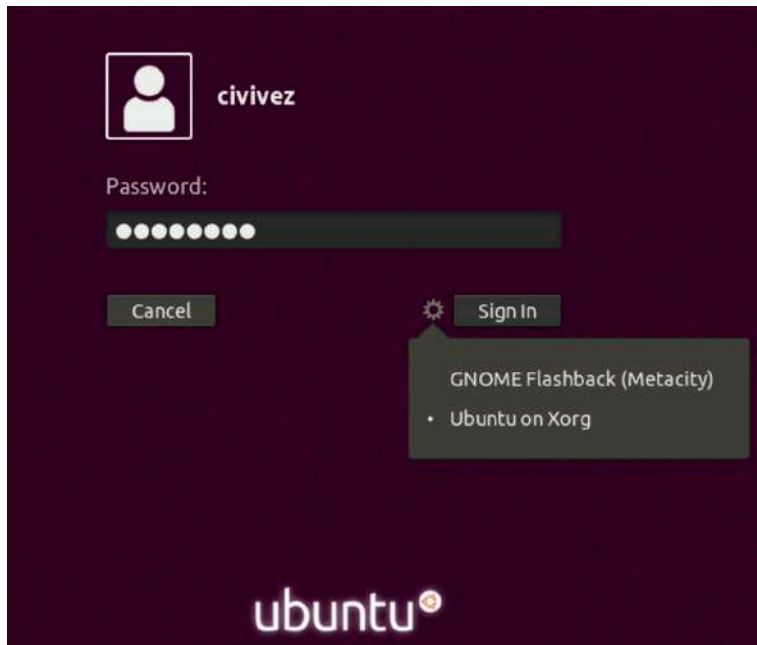 civivez
Password:
Cancel
Sign In
GNOME Flashback (Metacity)
• Ubuntu on Xorg
ubuntu